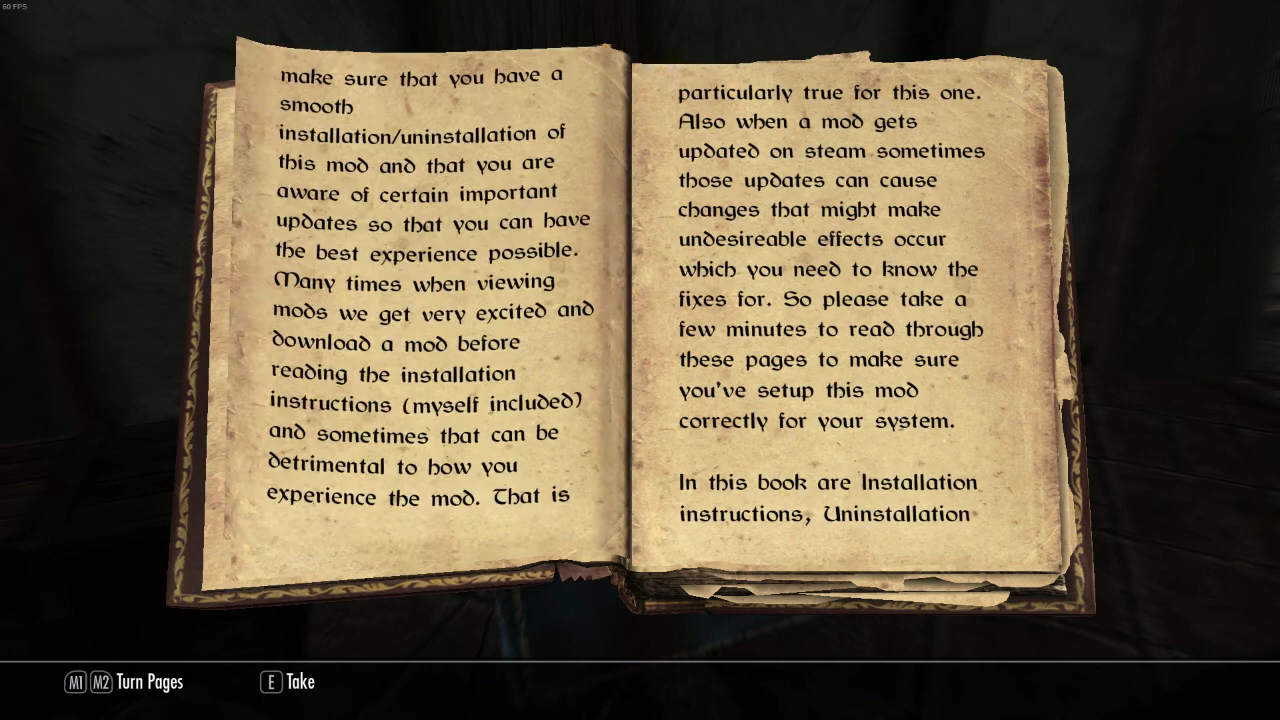 60 FPS
make sure that you have a
smooth
installation/uninstallation of
this mod and that you are
aware of certain important
updates so that you can have
the best experience possible.
Many times when viewing
mods we get very excited and
download a mod before
reading the installation
instructions (myself included)
and sometimes that can be
detrimental to how you
experience the mod. That is
particularly true for this one.
Also when a mod gets
updated on steam sometimes
those updates can cause
changes that might make
undesireable effects occur
which you need to know the
fixes for. So please take a
few minutes to read through
these pages to make sure
you've setup this mod
correctly for your system.
In this book are Installation
instructions, Uninstallation
M1 M2 Turn Pages
E Take